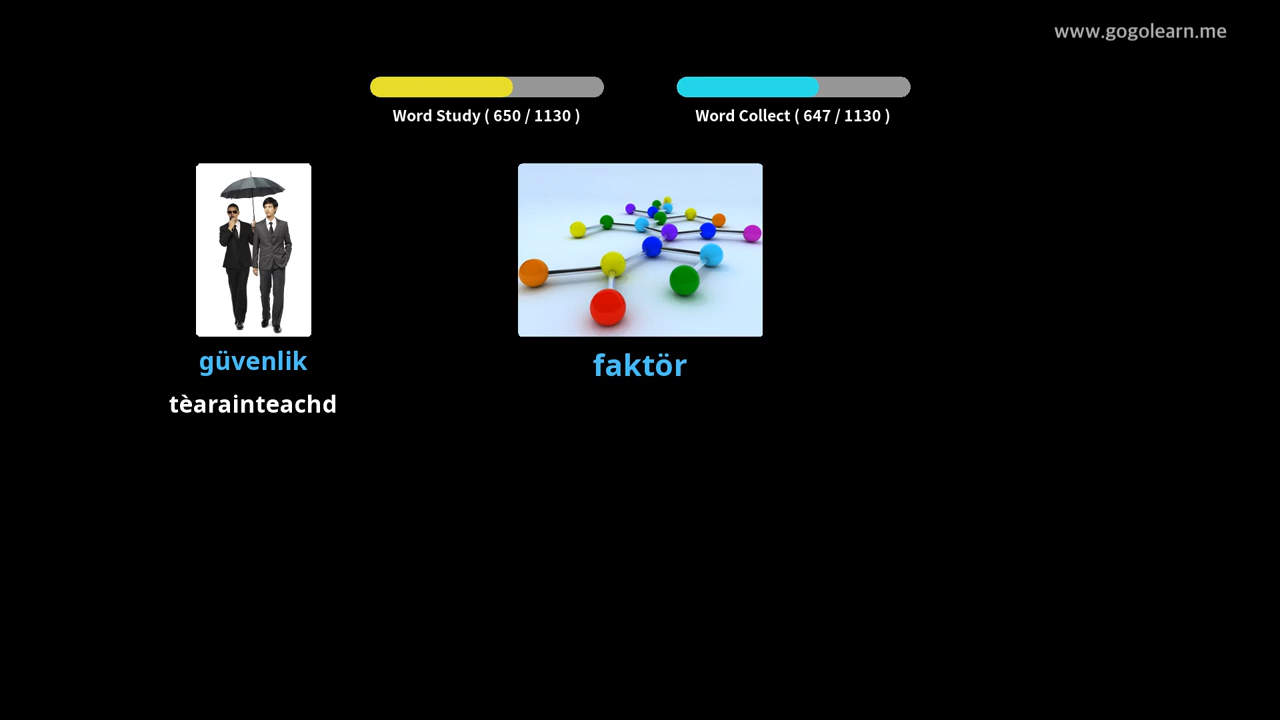 www.gogolearn.me
Word Study ( 650 / 1130 )
Word Collect ( 647 / 1130 )
güvenlik
faktör
tèarainteachd